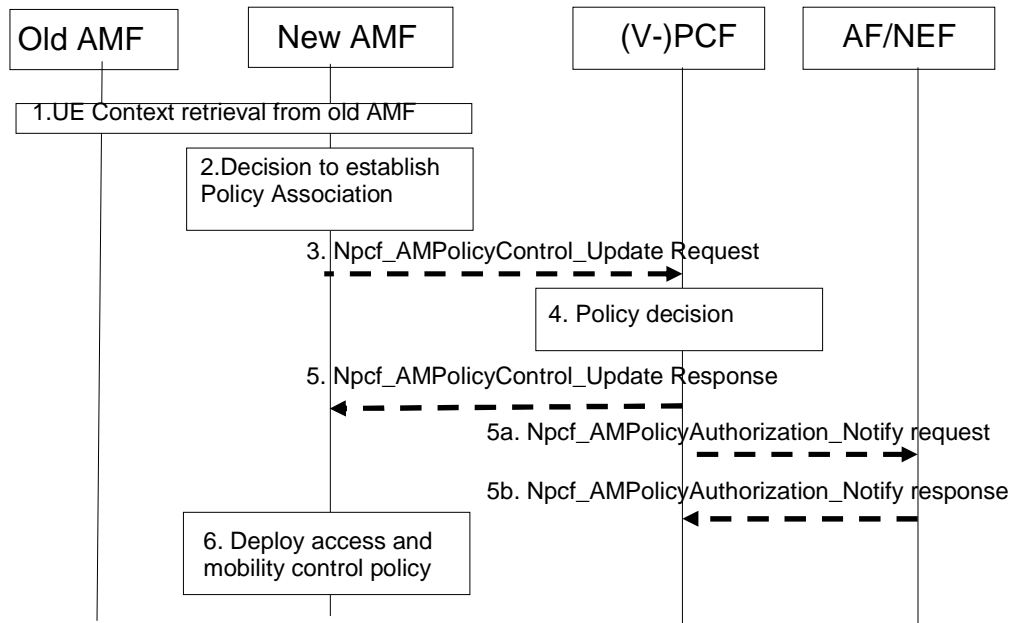 Old AMF
New AMF
(V-)PCF
AF/NEF
1.UE Context retrieval from old AMF
2.Decision to establish
Policy Association
3. Npcf_AMPolicyControl_Update Request
4. Policy decision
5. Npcf_AMPolicyControl_Update Response
5a. Npcf_AMPolicyAuthorization_Notify request
5b. Npcf_AMPolicyAuthorization_Notify response
6. Deploy access and
mobility control policy